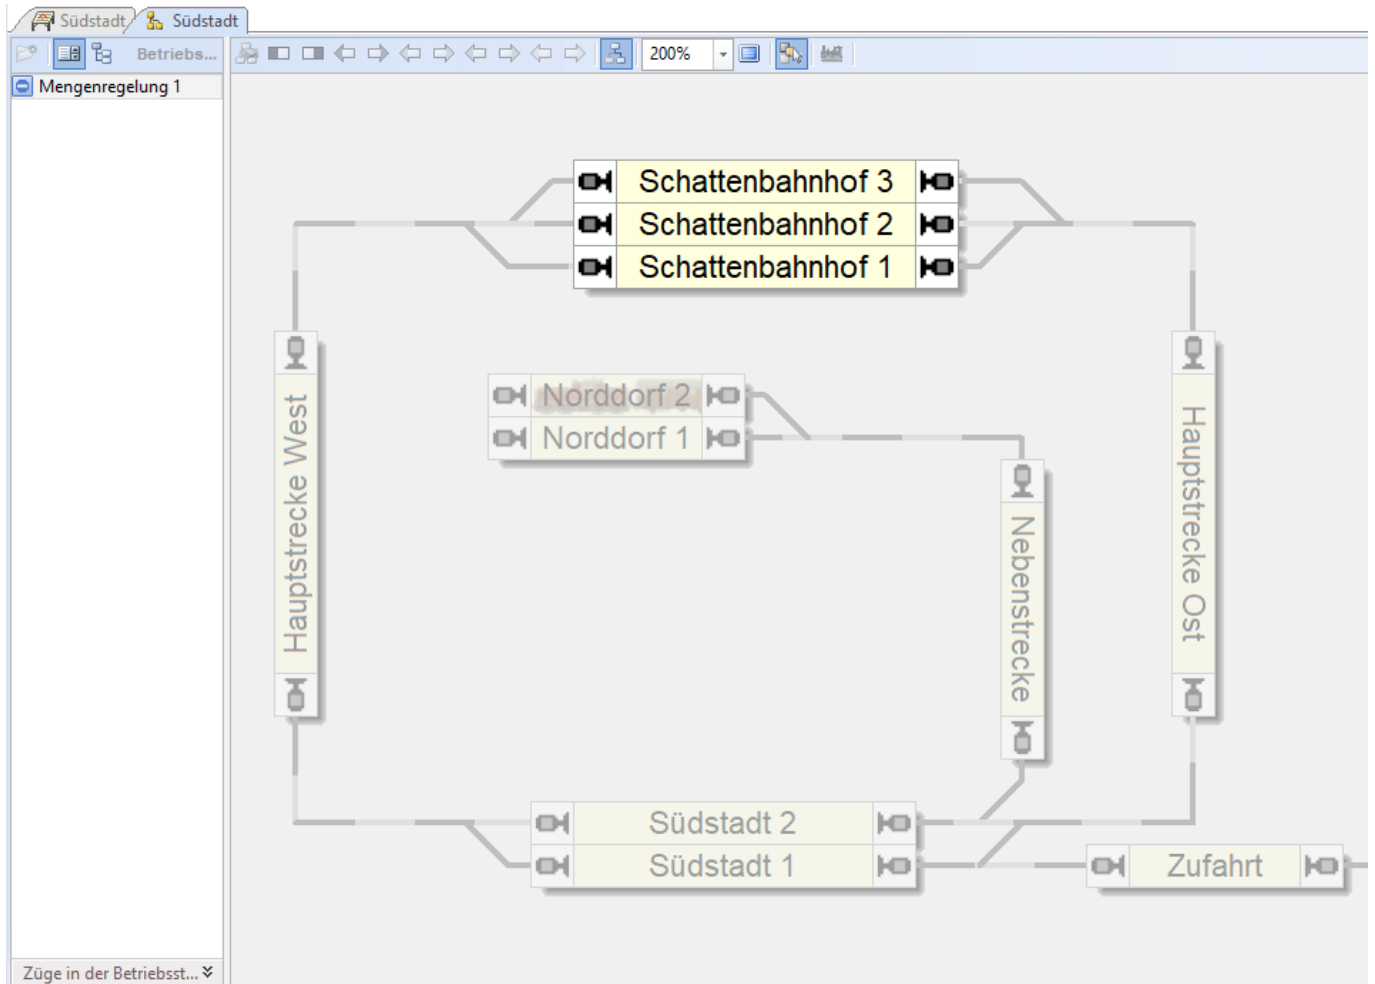 Südstadt Südstadt
Betriebs... 200%
Mengenregelung 1
Schattenbahnhof 3
Schattenbahnhof 2
Schattenbahnhof 1
Norddorf 2
Norddorf 1
Hauptstrecke West
Hauptstrecke Ost
Nebenstrecke
Südstadt 2
Südstadt 1
Zufahrt
Züge in der Betriebsst...